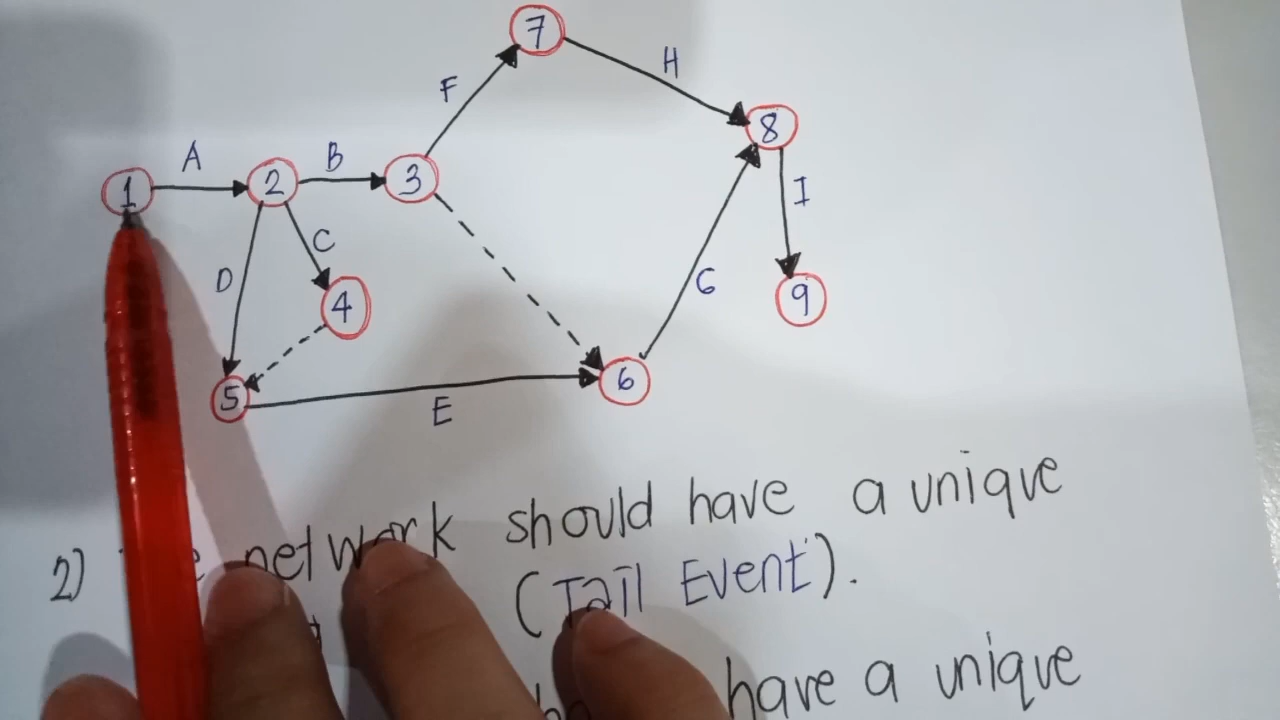 7
H
F
8
A
B
1
2
3
I
C
D
4
G
9
6
5
E
2) network should have a unique
(Tail Event).
have a unique